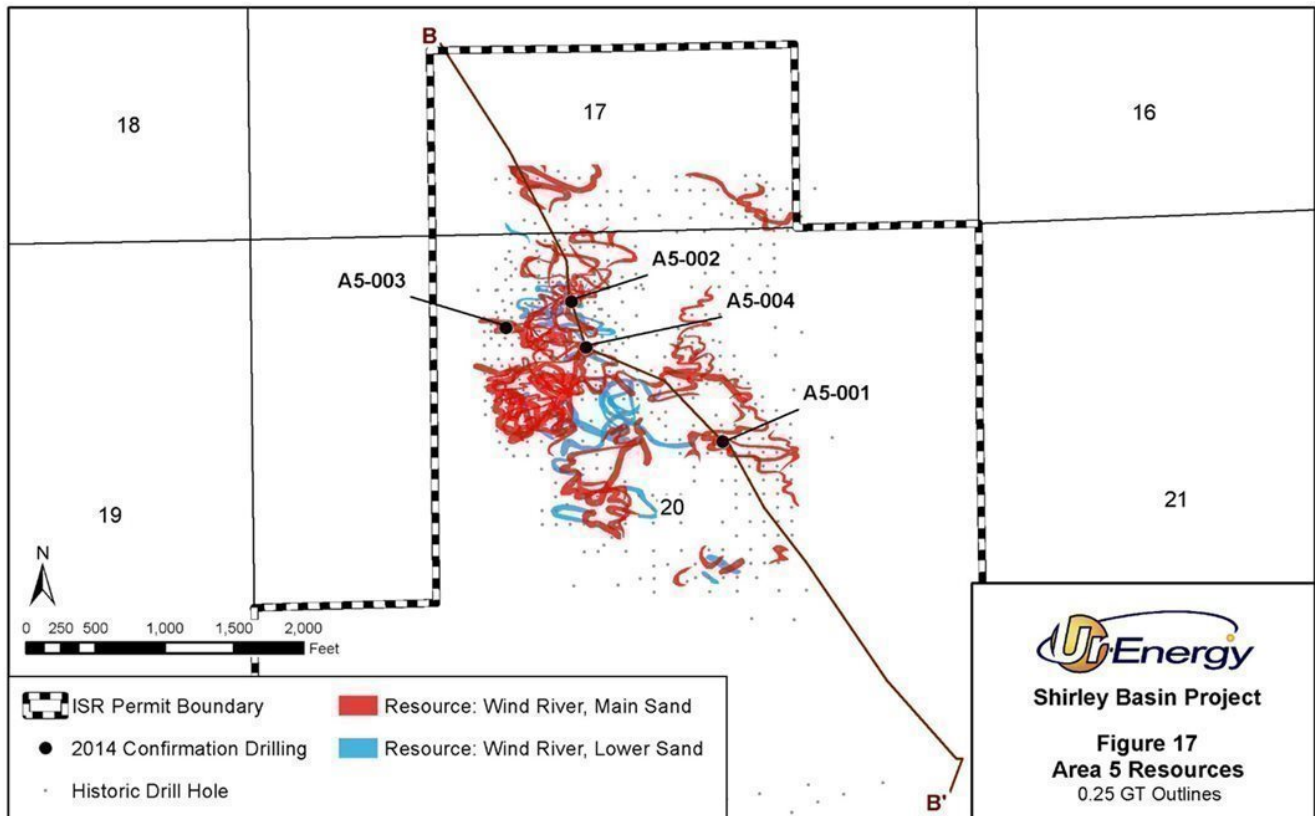 B
17
16
18
A5-002
A5-003
A5-004
A5-001
19
20
21
N
0 250 500 1,000 1,500 2,000
Feet
ISR Permit Boundary
2014 Confirmation Drilling
Historic Drill Hole
Resource: Wind River, Main Sand
Resource: Wind River, Lower Sand
B'
Ur-Energy
Shirley Basin Project
Figure 17
Area 5 Resources
0.25 GT Outlines